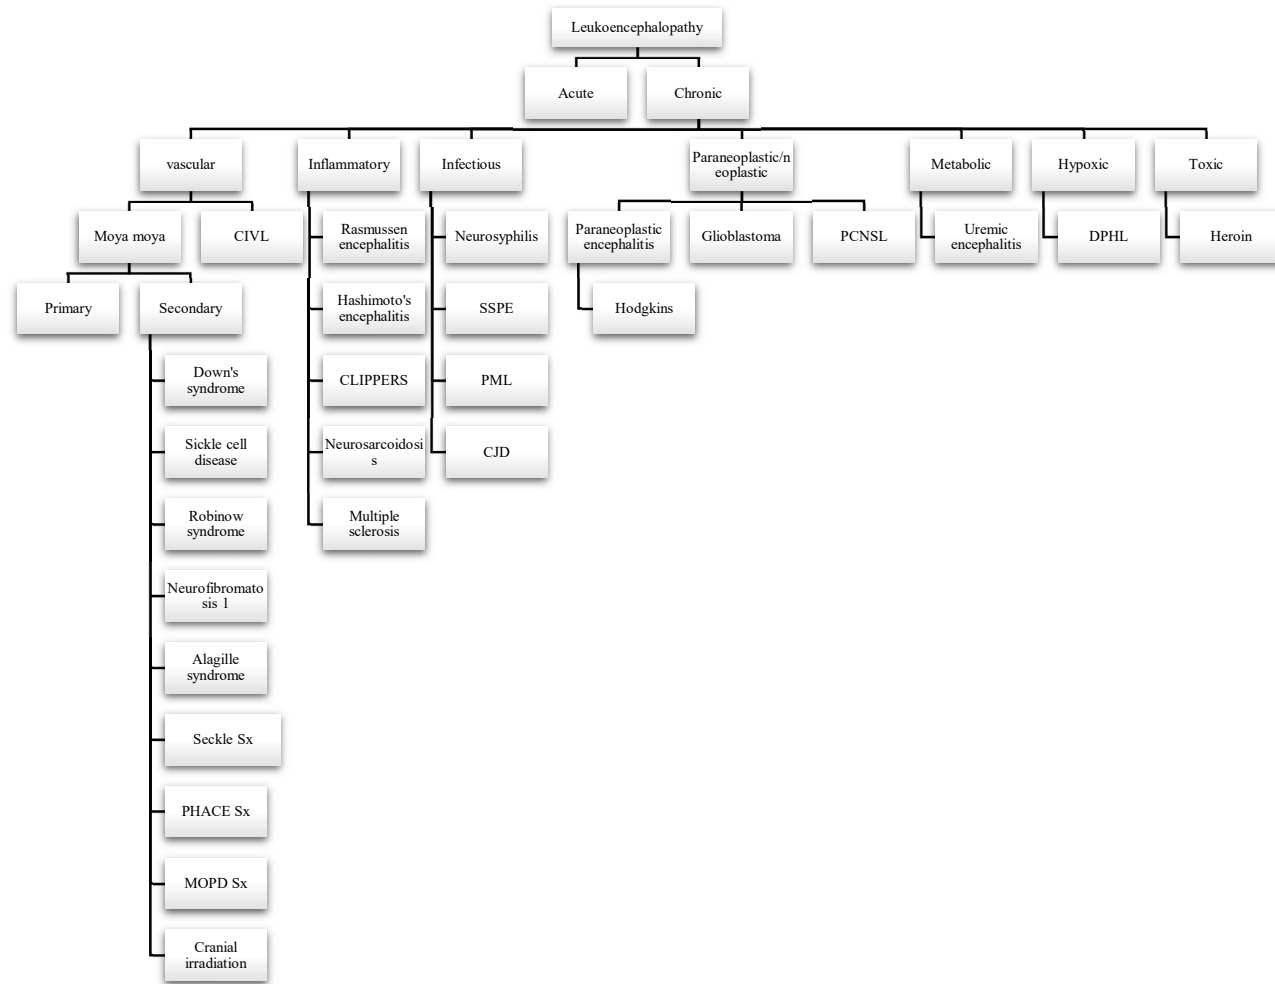 Leukoencephalopathy
Acute
Chronic
vascular
Inflammatory
Infectious
Paraneoplastic/n
eoplastic
Metabolic
Hypoxic
Toxic
Moya moya
CIVL
Rasmussen
encephalitis
Neurosyphilis
Paraneoplastic
encephalitis
Glioblastoma
PCNSL
Uremic
encephalitis
DPHL
Heroin
Primary
Secondary
Hashimoto's
encephalitis
SSPE
Hodgkins
Down's
syndrome
CLIPPERS
PML
Sickle cell
disease
Neurosarcoidosi
s
CJD
Robinow
syndrome
Multiple
sclerosis
Neurofibromato
sis 1
Alagille
syndrome
Seckle Sx
PHACE Sx
MOPD Sx
Cranial
irradiation